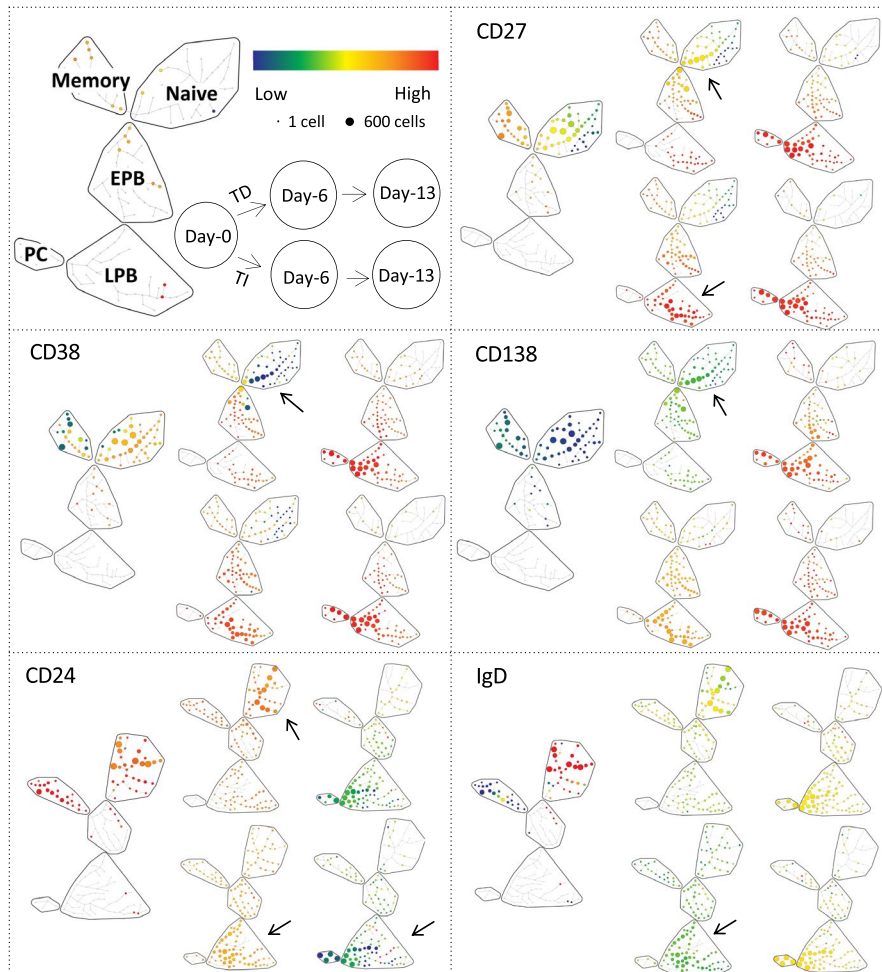 CD27
Memory
Naive
Low
High
1 cell
600 cells
EPB
TD
Day-6
Day-13
Day-0
PC
LPB
TI
Day-6
Day-13
CD38
CD138
CD24
IgD